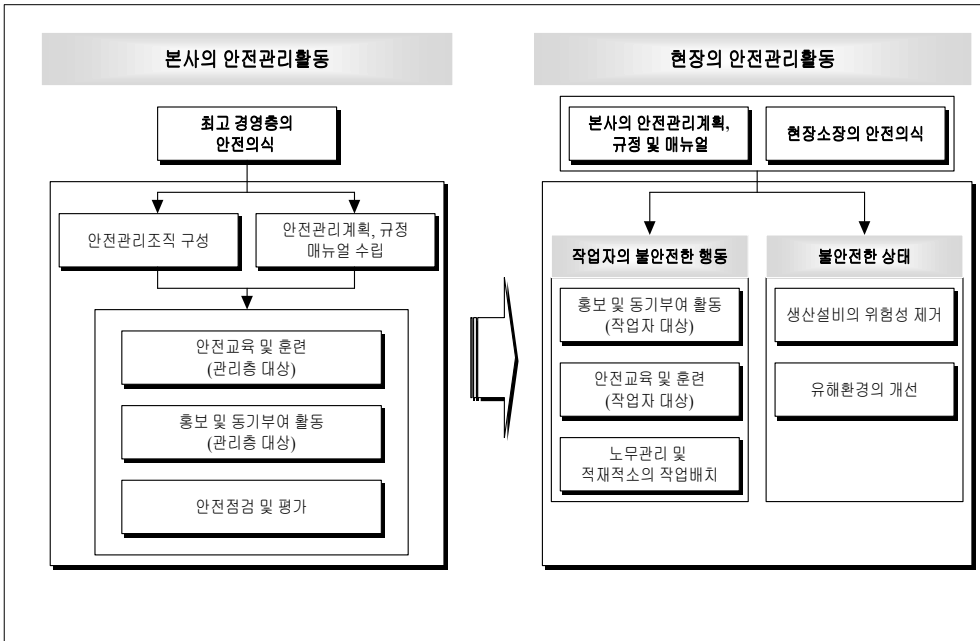 본사의 안전관리활동
최고 경영층의
안전의식
안전관리조직 구성
안전관리계획, 규정
매뉴얼 수립
안전교육 및 훈련
(관리층 대상)
홍보 및 동기부여 활동
(관리층 대상)
안전점검 및 평가
현장의 안전관리활동
본사의 안전관리계획,
규정 및 매뉴얼
현장소장의 안전의식
작업자의 불안전한 행동
홍보 및 동기부여 활동
(작업자 대상)
안전교육 및 훈련
(작업자 대상)
노무관리 및
적재적소의 작업배치
불안전한 상태
생산설비의 위험성 제거
유해환경의 개선